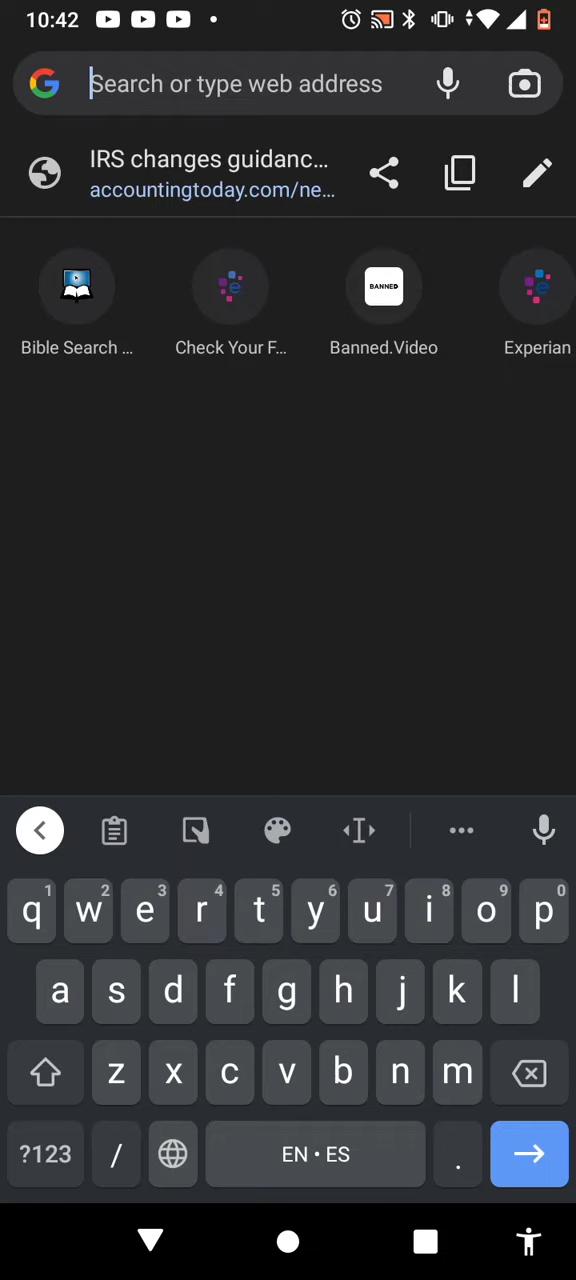 10:42
Search or type web address
IRS changes guidanc...
accountingtoday.com/ne...
BANNED
Bible Search ...
Check Your F...
Banned.Video
Experian
q1 w2 e3 r4 t5 y6 u7 i8 o9 p0
a s d f g h j k l
z x c v b n m
?123 / EN • ES .